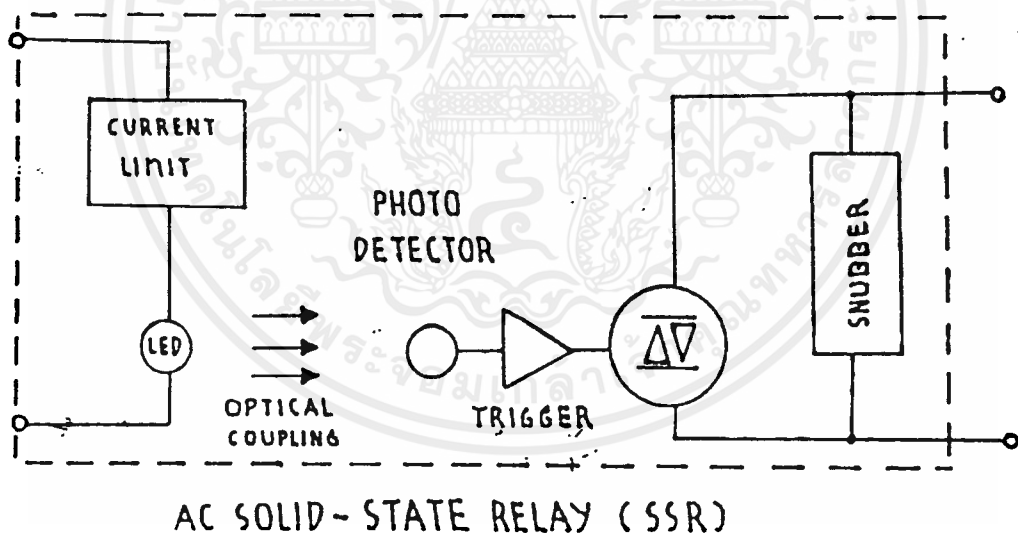 CURRENT
LIMIT
PHOTO
DETECTOR
LED
OPTICAL
COUPLING
TRIGGER
SNUBBER
AC SOLID-STATE RELAY (SSR)